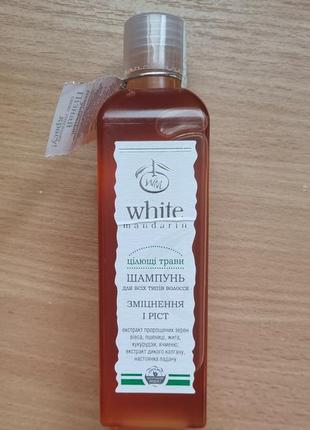 WM
white
mandarin
цілющі трави
ШАМПУНЬ
для всіх типів волосся
ЗМІЦНЕННЯ
І РІСТ
екстракт пророщених зерен
вівса, пшениці, жита,
кукурудзи, ячменю;
екстракт дикого калгану,
настоянка ладану